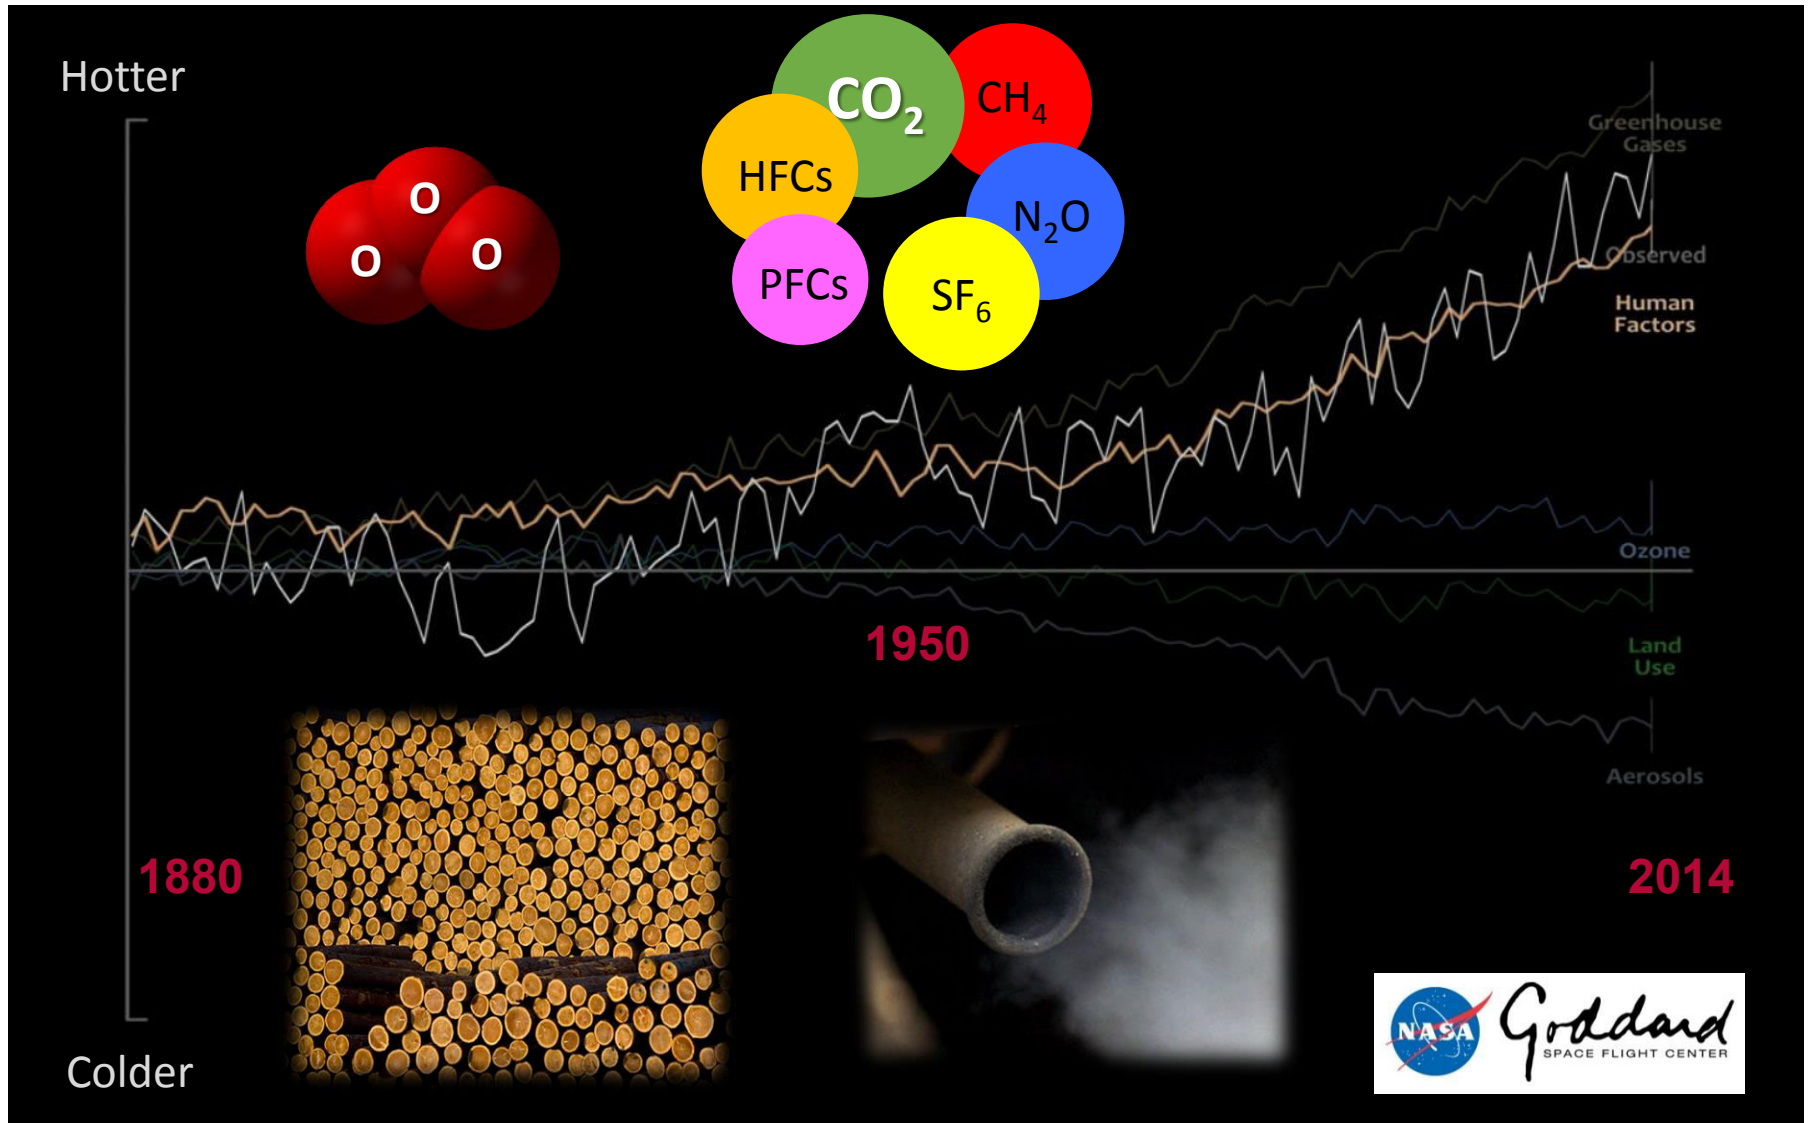 Hotter
CO₂
CH₄
HFCs
N₂O
PFCs
SF₆
O
O
O
Greenhouse
Gases
Observed
Human
Factors
Ozone
1950
Land
Use
Aerosols
1880
2014
Colder
NASA
Goddard
SPACE FLIGHT CENTER